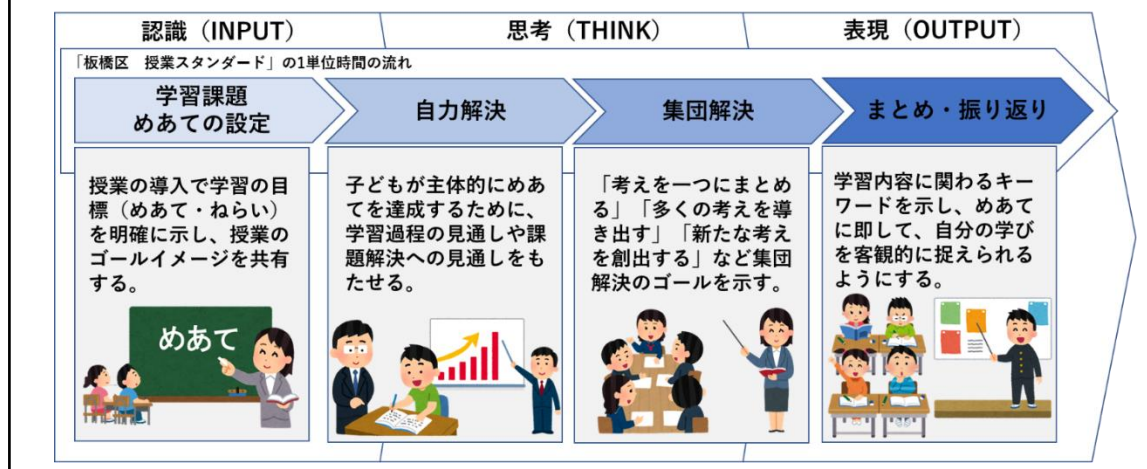 認識（INPUT）
思考（THINK）
表現（OUTPUT）
「板橋区　授業スタンダード」の1単位時間の流れ
学習課題
めあての設定
自力解決
集団解決
まとめ・振り返り
授業の導入で学習の目
標（めあて・ねらい）
を明確に示し、授業の
ゴールイメージを共有
する。
めあて
子どもが主体的にめあ
てを達成するために、
学習過程の見通しや課
題解決への見通しをも
たせる。
「考えを一つにまとめ
る」「多くの考えを導
き出す」「新たな考え
を創出する」など集団
解決のゴールを示す。
学習内容に関わるキー
ワードを示し、めあて
に即して、自分の学び
を客観的に捉えられる
ようにする。